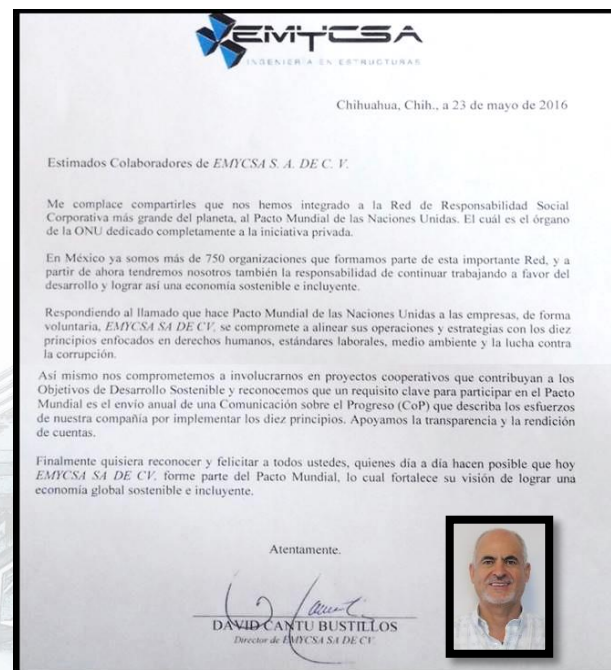 EMYCSA
INGENIERÍA EN ESTRUCTURAS
Chihuahua, Chih., a 23 de mayo de 2016
Estimados Colaboradores de EMYCSA S. A. DE C. V.
Me complace compartirles que nos hemos integrado a la Red de Responsabilidad Social
Corporativa más grande del planeta, al Pacto Mundial de las Naciones Unidas. El cuál es el órgano
de la ONU dedicado completamente a la iniciativa privada.
En México ya somos más de 750 organizaciones que formamos parte de esta importante Red, y a
partir de ahora tendremos nosotros también la responsabilidad de continuar trabajando a favor del
desarrollo y lograr así una economía sostenible e incluyente.
Respondiendo al llamado que hace Pacto Mundial de las Naciones Unidas a las empresas, de forma
voluntaria, EMYCSA SA DE CV, se compromete a alinear sus operaciones y estrategias con los diez
principios enfocados en derechos humanos, estándares laborales, medio ambiente y la lucha contra
la corrupción.
Así mismo nos comprometemos a involucrarnos en proyectos cooperativos que contribuyan a los
Objetivos de Desarrollo Sostenible y reconocemos que un requisito clave para participar en el Pacto
Mundial es el envío anual de una Comunicación sobre el Progreso (CoP) que describa los esfuerzos
de nuestra compañía por implementar los diez principios. Apoyamos la transparencia y la rendición
de cuentas.
Finalmente quisiera reconocer y felicitar a todos ustedes, quienes día a día hacen posible que hoy
EMYCSA SA DE CV, forme parte del Pacto Mundial, lo cual fortalece su visión de lograr una
economía global sostenible e incluyente.
Atentamente.
DAVID CANTU BUSTILLOS
Director de EMYCSA SA DE CV.